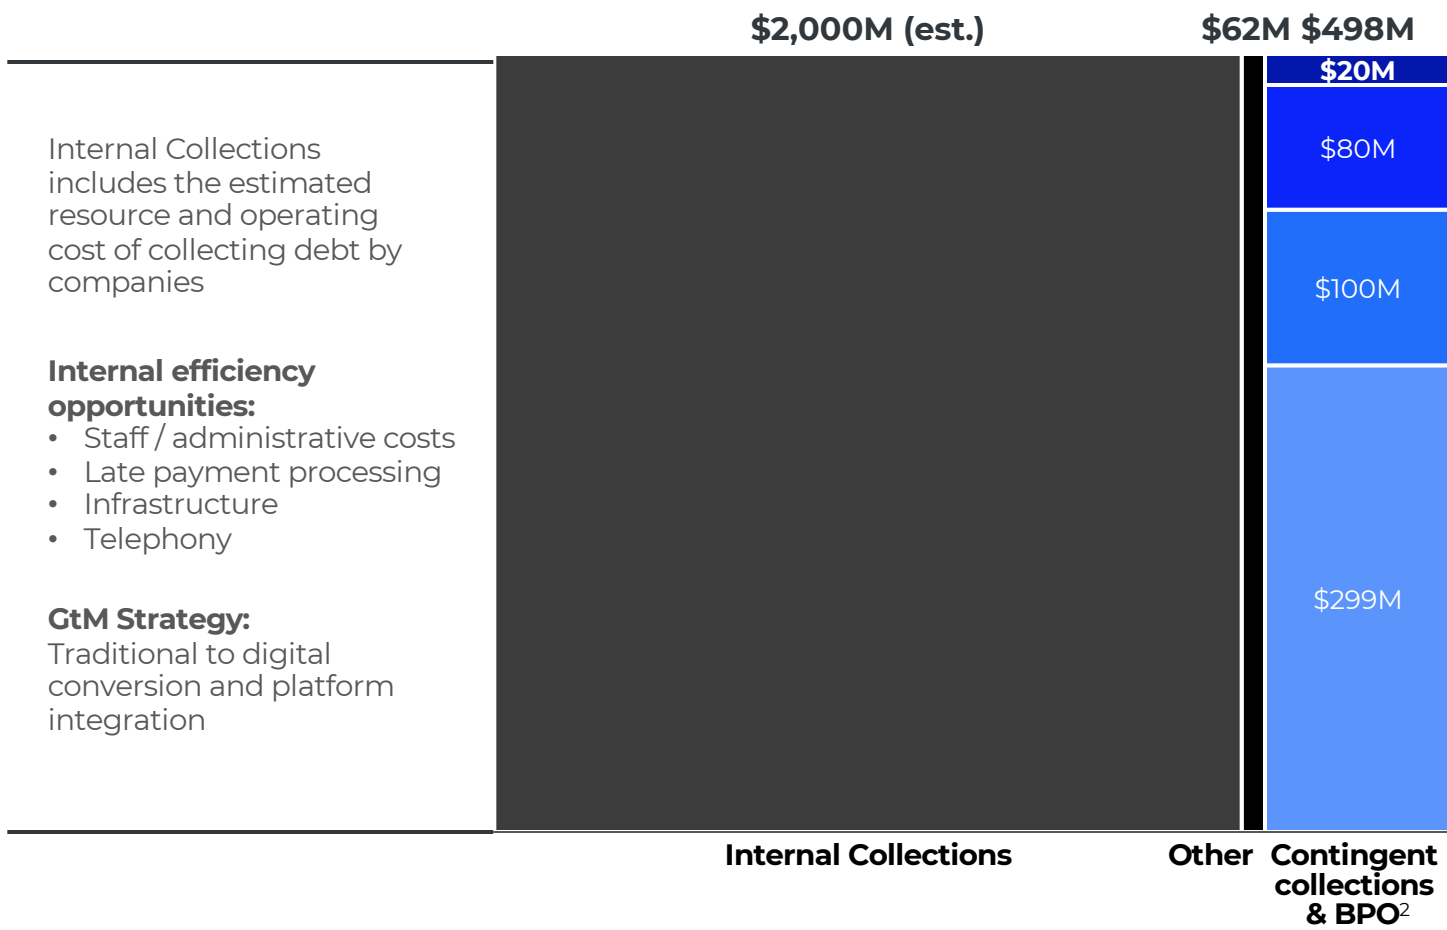 $2,000M (est.)
$62M $498M
Internal Collections
includes the estimated
resource and operating
cost of collecting debt by
companies
Internal efficiency
opportunities:
• Staff / administrative costs
• Late payment processing
• Infrastructure
• Telephony
GtM Strategy:
Traditional to digital
conversion and platform
integration
$20M
$80M
$100M
$299M
Internal Collections
Other
Contingent
collections
& BPO²